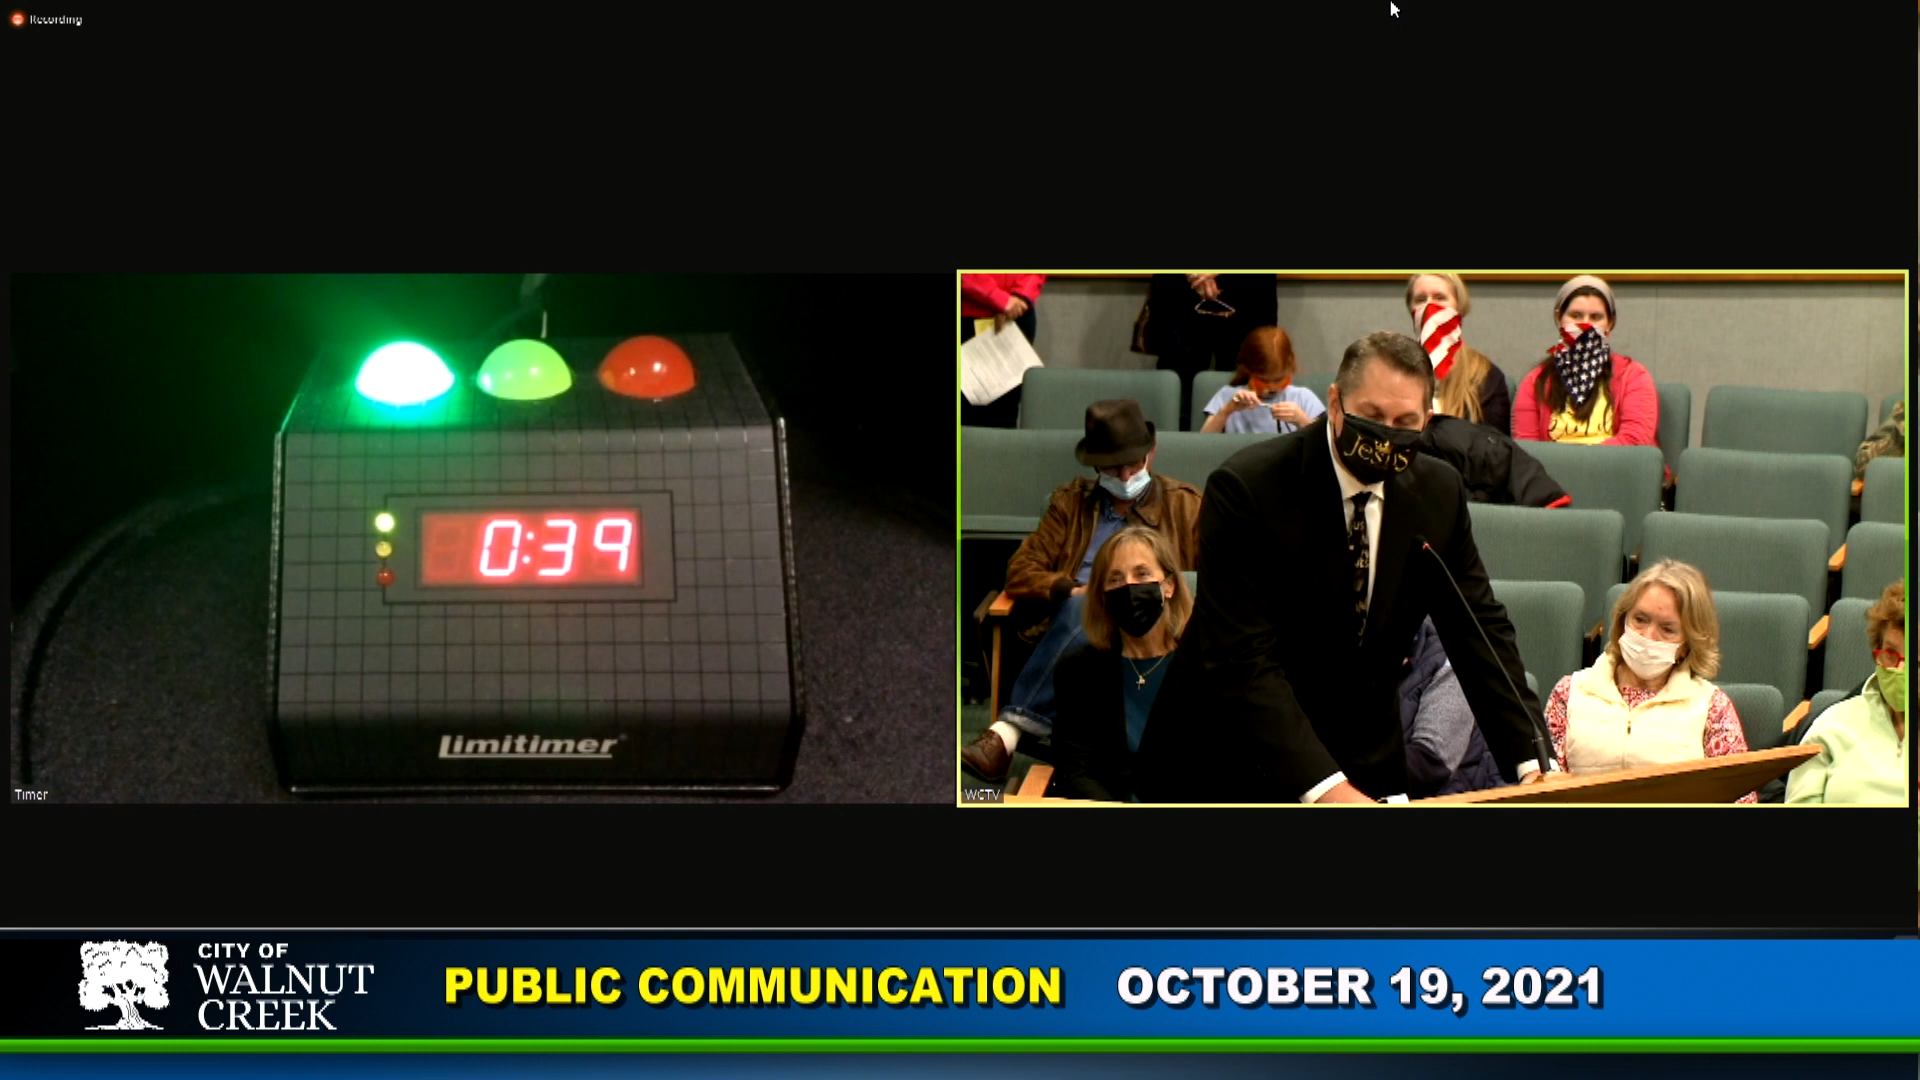 Recording
Jesus
0:39
Limitimer
Timer
WCTV
CITY OF
WALNUT
CREEK
PUBLIC COMMUNICATION OCTOBER 19, 2021